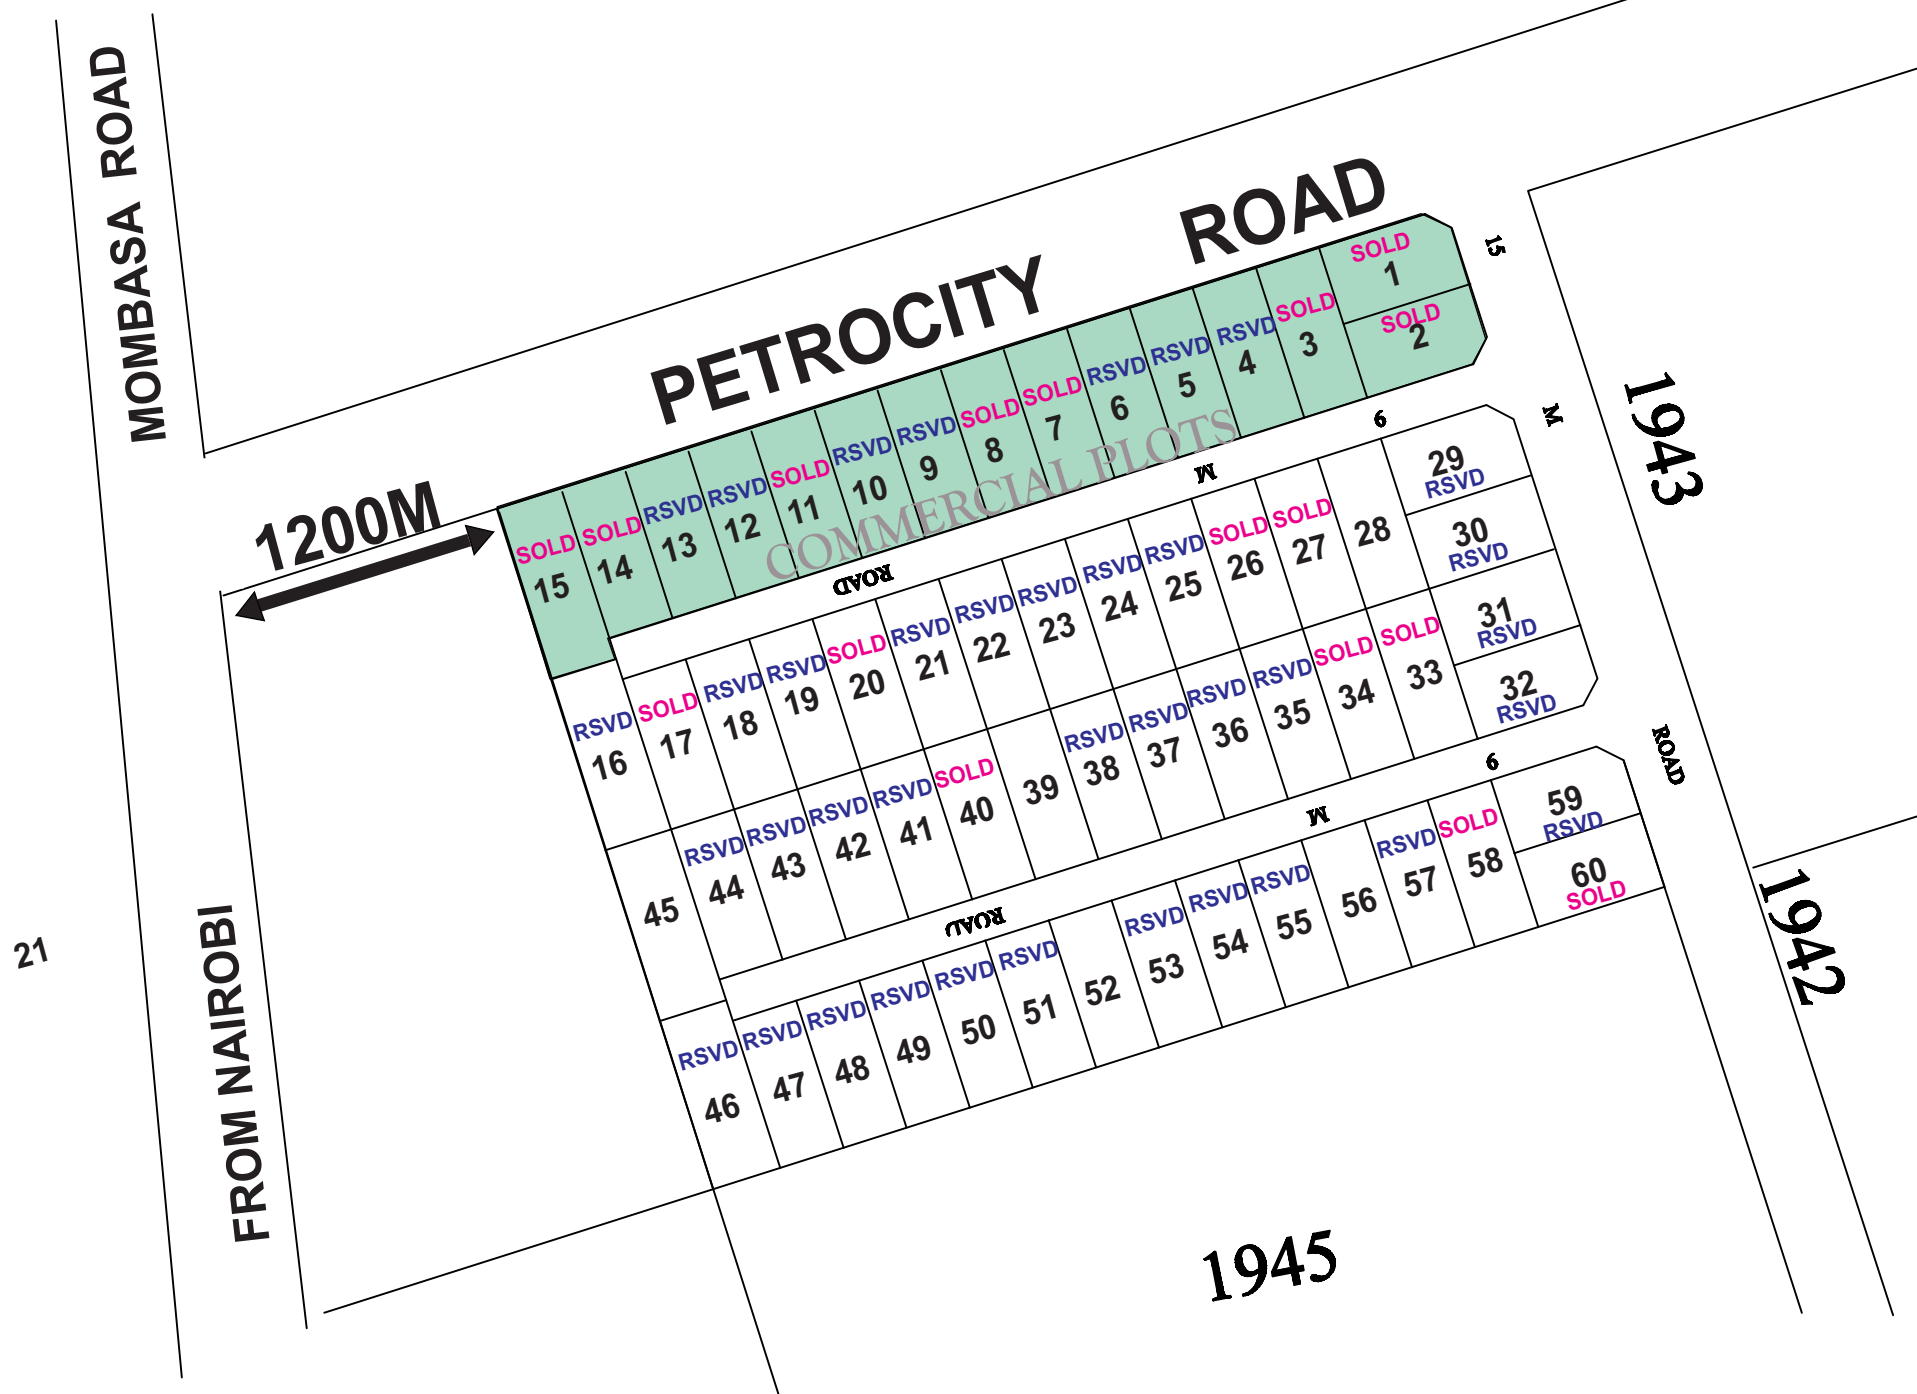 MOMBASA ROAD
FROM NAIROBI
21
1200M
PETROCITY ROAD
SOLD 1
SOLD 2
SOLD 3
RSVD 4
RSVD 5
RSVD 6
SOLD 7
SOLD 8
RSVD 9
RSVD 10
SOLD 11
RSVD 12
RSVD 13
SOLD 14
SOLD 15
COMMERCIAL PLOTS
ROAD M 9
15 M ROAD
RSVD 16
SOLD 17
RSVD 18
RSVD 19
SOLD 20
RSVD 21
RSVD 22
RSVD 23
RSVD 24
RSVD 25
SOLD 26
SOLD 27
28
29 RSVD
30 RSVD
31 RSVD
32 RSVD
SOLD 33
SOLD 34
RSVD 35
RSVD 36
RSVD 37
RSVD 38
39
SOLD 40
RSVD 41
RSVD 42
RSVD 43
RSVD 44
45
ROAD M 9
RSVD 46
RSVD 47
RSVD 48
RSVD 49
RSVD 50
RSVD 51
52
RSVD 53
RSVD 54
RSVD 55
56
RSVD 57
SOLD 58
59 RSVD
60 SOLD
1943
1942
1945